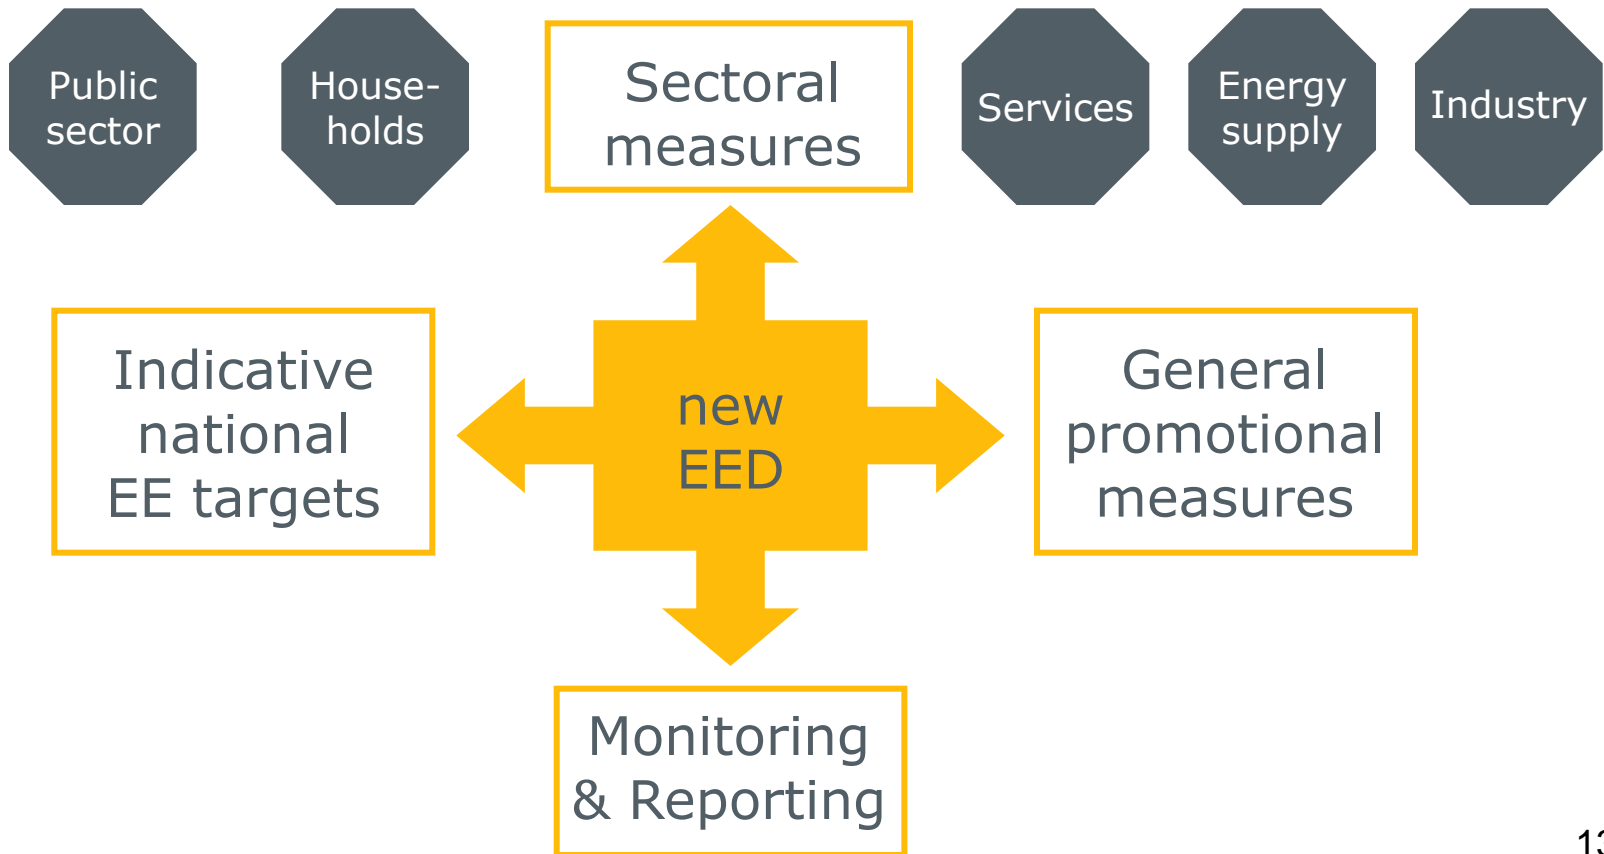 Public
sector
House-
holds
Sectoral
measures
Services
Energy
supply
Industry
Indicative
national
EE targets
new
EED
General
promotional
measures
Monitoring
& Reporting